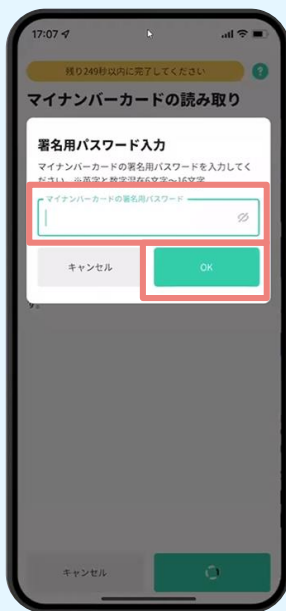 17:07
残り249秒以内に完了してください
?
マイナンバーカードの読み取り
署名用パスワード入力
マイナンバーカードの署名用パスワードを入力してく
ださい ※英字と数字混在6文字～16文字
マイナンバーカードの署名用パスワード
キャンセル
OK
す。
キャンセル